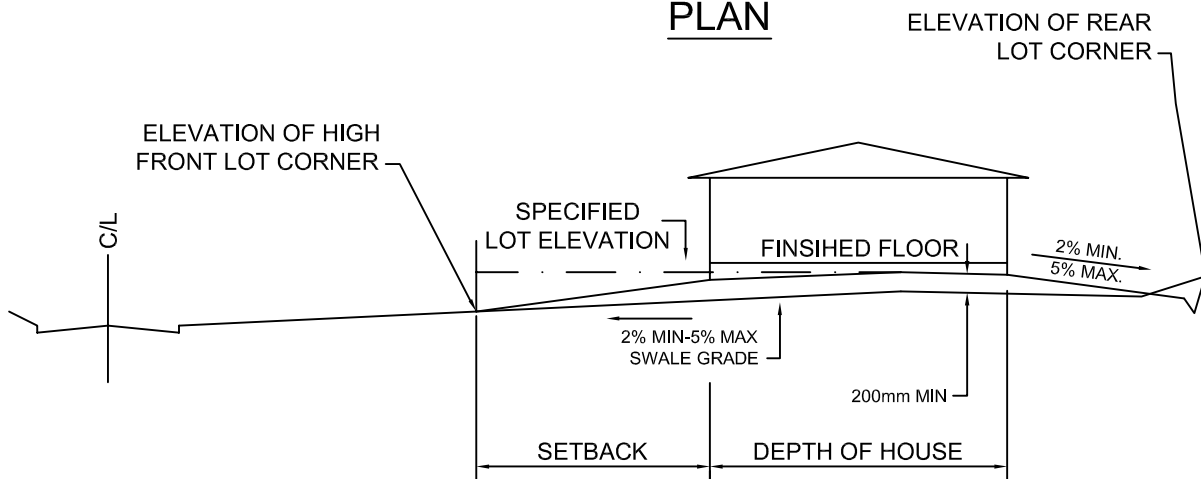 PLAN
ELEVATION OF REAR
LOT CORNER
ELEVATION OF HIGH
FRONT LOT CORNER
C/L
SPECIFIED
LOT ELEVATION
FINSIHED FLOOR
2% MIN.
5% MAX.
2% MIN-5% MAX
SWALE GRADE
200mm MIN
SETBACK
DEPTH OF HOUSE